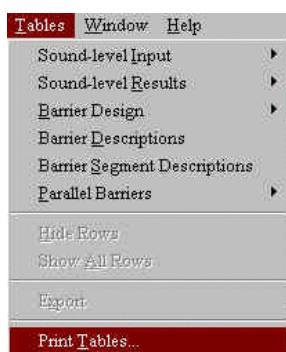 Tables Window Help
Sound-level Input
Sound-level Results
Barrier Design
Barrier Descriptions
Barrier Segment Descriptions
Parallel Barriers
Hide Rows
Show All Rows
Export
Print Tables...